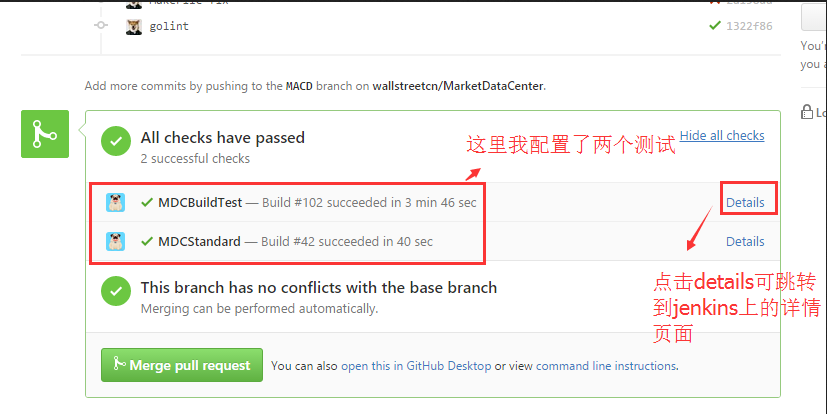 golint
1322f86
You'r
you a
Add more commits by pushing to the MACD branch on wallstreetcn/MarketDataCenter.
Lo
All checks have passed
2 successful checks
这里我配置了两个测试
Hide all checks
MDCBuildTest — Build #102 succeeded in 3 min 46 sec
Details
MDCStandard — Build #42 succeeded in 40 sec
Details
点击details可跳转
到jenkins上的详情
页面
This branch has no conflicts with the base branch
Merging can be performed automatically.
Merge pull request
You can also open this in GitHub Desktop or view command line instructions.